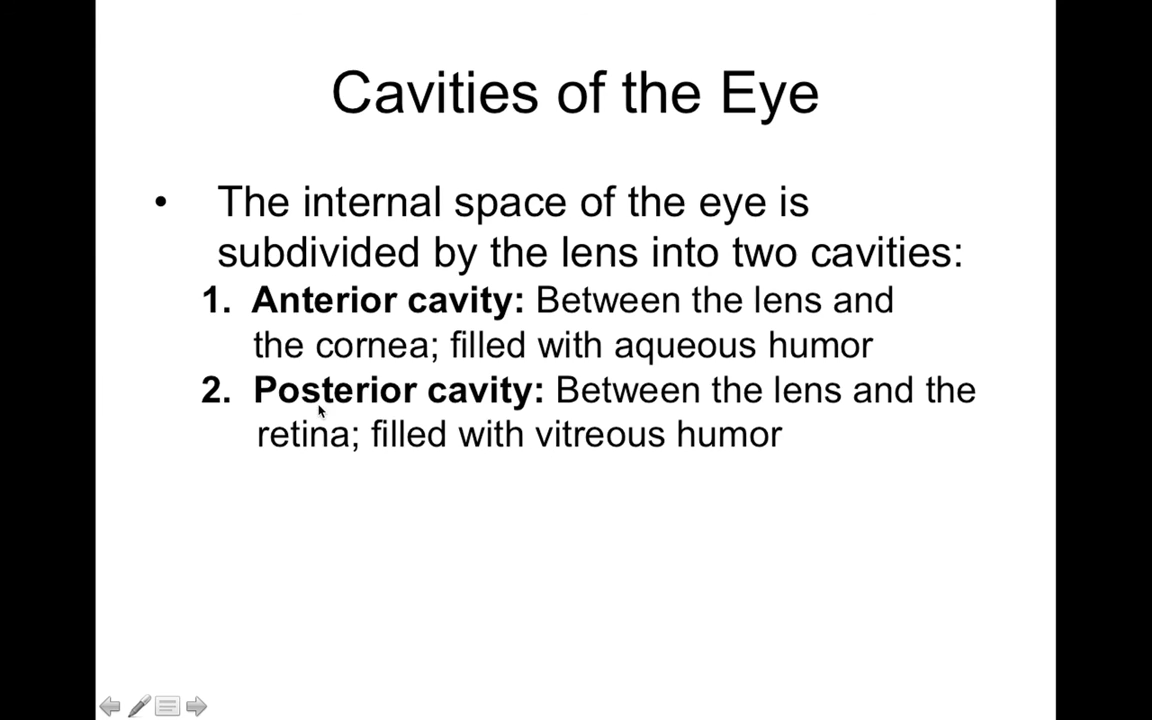 Cavities of the Eye
• The internal space of the eye is
subdivided by the lens into two cavities:
1. Anterior cavity: Between the lens and
the cornea; filled with aqueous humor
2. Posterior cavity: Between the lens and the
retina; filled with vitreous humor